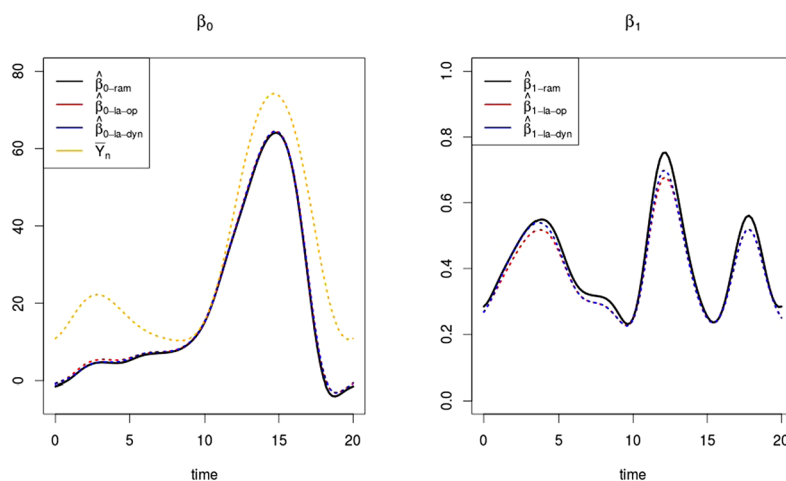 β0
80
60
40
20
0
0 5 10 15 20
time
β̂0−ram
β̂0−la−op
β̂0−la−dyn
Y̅n
β1
1.0
0.8
0.6
0.4
0.2
0.0
0 5 10 15 20
time
β̂1−ram
β̂1−la−op
β̂1−la−dyn